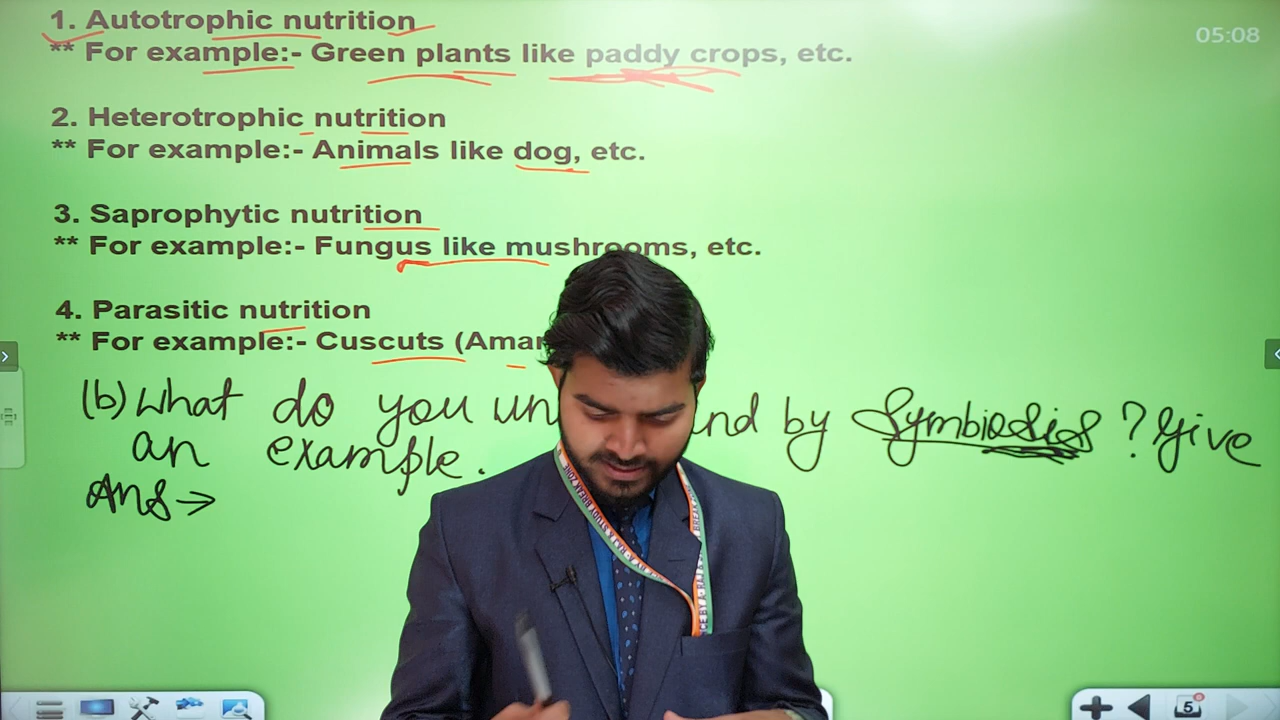 1. Autotrophic nutrition
** For example:- Green plants like paddy crops, etc.
05:08
2. Heterotrophic nutrition
** For example:- Animals like dog, etc.
3. Saprophytic nutrition
** For example:- Fungus like mushrooms, etc.
4. Parasitic nutrition
** For example:- Cuscuts (Amar
(b) What do you un nd by Symbiosis? Give
an example.
Ans →
5